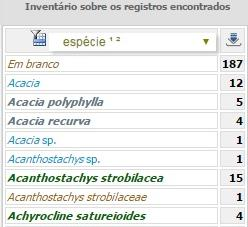 Inventário sobre os registros encontrados
espécie ¹ ²
Em branco 187
Acacia 12
Acacia polyphylla 5
Acacia recurva 4
Acacia sp. 1
Acanthostachys sp. 1
Acanthostachys strobilacea 15
Acanthostachys strobilaceae 1
Achyrocline satureioides 4